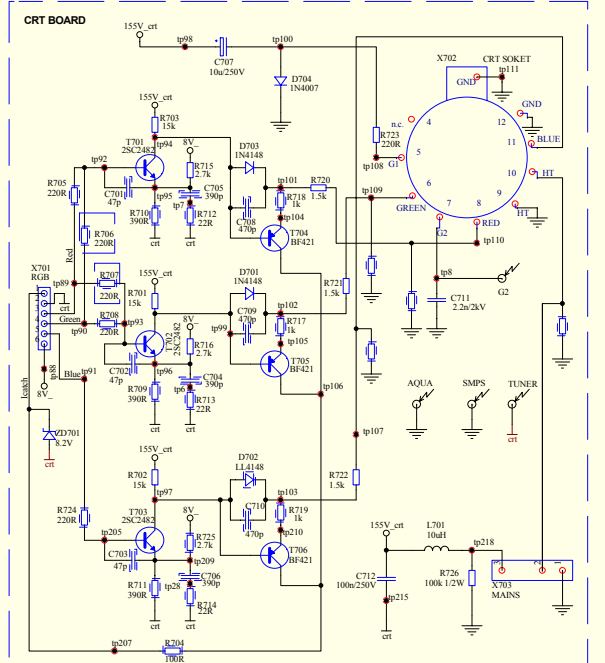 CRT BOARD
155V_crt
tp98
tp100
C707
10u/250V
D704
1N4007
X702
CRT SOKET
tp111
GND
GND
n.c.
4
12
11
BLUE
5
G1
10
HT
6
9
HT
7
8
GREEN
G2
RED
tp110
R723
220R
tp108
tp109
155V_crt
R703
15k
T701
2SC2482
tp94
8V_
R715
2.7k
D703
1N4148
tp92
R705
220R
C701
47p
tp95
C705
390p
tp7
R710
390R
R712
22R
C708
470p
tp101
R718
1k
tp104
R720
1.5k
T704
BF421
crt
crt
R706
220R
Red
X701
RGB
tp89
R707
220R
155V_crt
R701
15k
D701
1N4148
1
2
3
4
5
6
crt
Green
tp90
R708
220R
tp93
T702
2SC2482
8V_
R716
2.7k
tp99
C709
470p
tp102
R717
1k
tp105
R721
1.5k
tp8
G2
C711
2.2n/2kV
tp88
8V_
Blue
tp91
C702
47p
tp96
C704
390p
tp6
R709
390R
R713
22R
T705
BF421
tp106
crt
crt
Icatch
ZD701
8.2V
crt
AQUA
SMPS
TUNER
crt
tp107
155V_crt
R702
15k
tp97
D702
LL4148
R722
1.5k
R724
220R
tp205
T703
2SC2482
8V_
R725
2.7k
C710
470p
tp103
R719
1k
tp210
T706
BF421
C703
47p
tp209
C706
390p
tp28
R711
390R
R714
22R
crt
crt
155V_crt
L701
10uH
tp218
C712
100n/250V
tp215
crt
R726
100k 1/2W
3
2
1
X703
MAINS
tp207
R704
100R